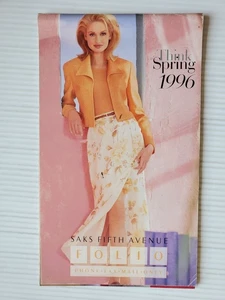 Think
Spring
1996
SAKS FIFTH AVENUE
FOLIO